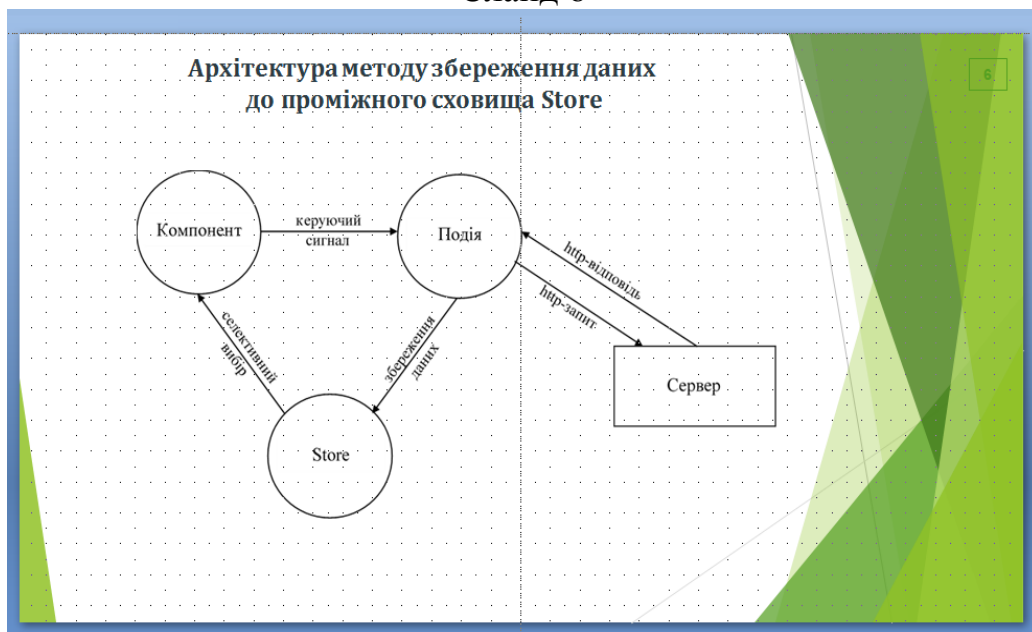 Слайд 6
Архітектура методу збереження даних
до проміжного сховища Store
6
Компонент
керуючий
сигнал
Подія
http-відповідь
http-запит
селективний
вибір
збереження
даних
Сервер
Store